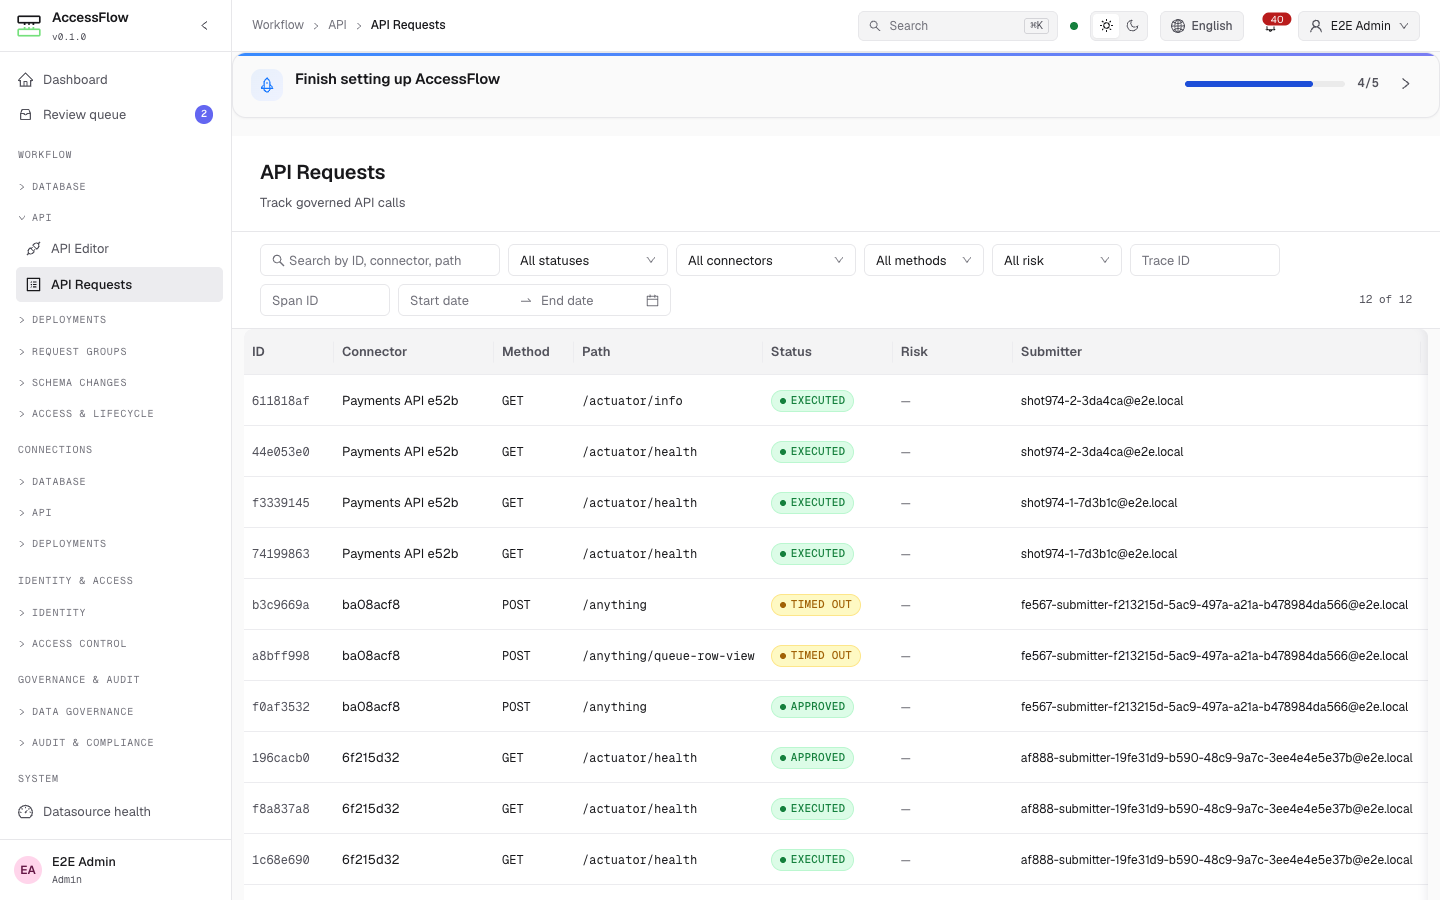 AccessFlow
v0.1.0
Dashboard
Review queue
2
WORKFLOW
DATABASE
API
API Editor
API Requests
DEPLOYMENTS
REQUEST GROUPS
SCHEMA CHANGES
ACCESS & LIFECYCLE
CONNECTIONS
DATABASE
API
DEPLOYMENTS
IDENTITY & ACCESS
IDENTITY
ACCESS CONTROL
GOVERNANCE & AUDIT
DATA GOVERNANCE
AUDIT & COMPLIANCE
SYSTEM
Datasource health
EA
E2E Admin
Admin
Workflow > API > API Requests
Search
⌘K
English
40
E2E Admin
Finish setting up AccessFlow
4/5
API Requests
Track governed API calls
Search by ID, connector, path
All statuses
All connectors
All methods
All risk
Trace ID
Span ID
Start date → End date
12 of 12
ID Connector Method Path Status Risk Submitter
611818af Payments API e52b GET /actuator/info EXECUTED — shot974-2-3da4ca@e2e.local
44e053e0 Payments API e52b GET /actuator/health EXECUTED — shot974-2-3da4ca@e2e.local
f3339145 Payments API e52b GET /actuator/health EXECUTED — shot974-1-7d3b1c@e2e.local
74199863 Payments API e52b GET /actuator/health EXECUTED — shot974-1-7d3b1c@e2e.local
b3c9669a ba08acf8 POST /anything TIMED OUT — fe567-submitter-f213215d-5ac9-497a-a21a-b478984da566@e2e.local
a8bff998 ba08acf8 POST /anything/queue-row-view TIMED OUT — fe567-submitter-f213215d-5ac9-497a-a21a-b478984da566@e2e.local
f0af3532 ba08acf8 POST /anything APPROVED — fe567-submitter-f213215d-5ac9-497a-a21a-b478984da566@e2e.local
196cacb0 6f215d32 GET /actuator/health APPROVED — af888-submitter-19fe31d9-b590-48c9-9a7c-3ee4e4e5e37b@e2e.local
f8a837a8 6f215d32 GET /actuator/health EXECUTED — af888-submitter-19fe31d9-b590-48c9-9a7c-3ee4e4e5e37b@e2e.local
1c68e690 6f215d32 GET /actuator/health EXECUTED — af888-submitter-19fe31d9-b590-48c9-9a7c-3ee4e4e5e37b@e2e.local